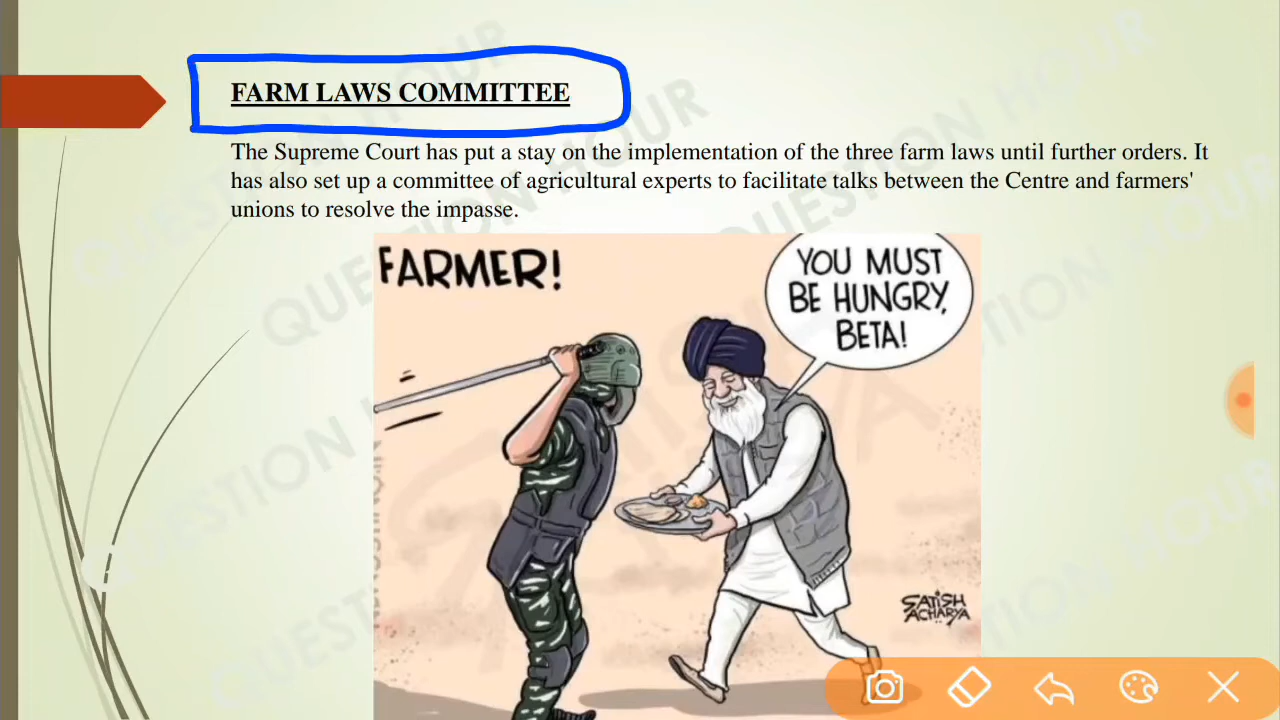 FARM LAWS COMMITTEE
The Supreme Court has put a stay on the implementation of the three farm laws until further orders. It
has also set up a committee of agricultural experts to facilitate talks between the Centre and farmers'
unions to resolve the impasse.
FARMER!
YOU MUST
BE HUNGRY,
BETA!
SATISH
ACHARYA
QUESTION HOUR